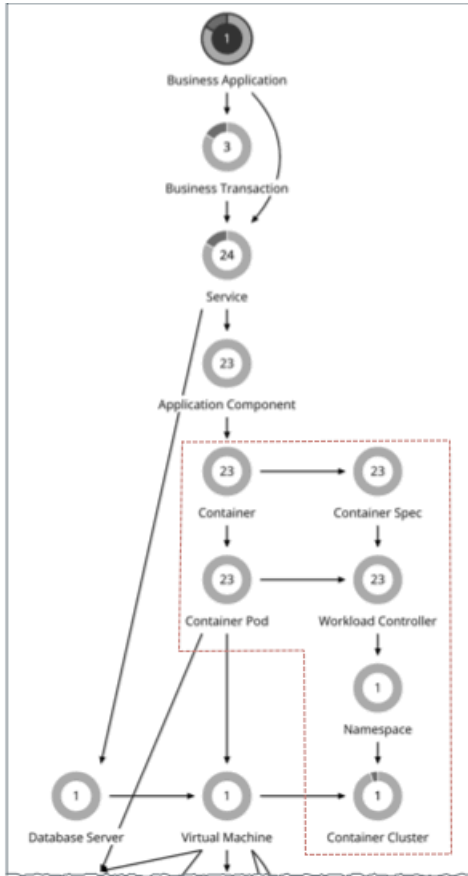 1
Business Application
3
Business Transaction
24
Service
23
Application Component
23
23
Container
Container Spec
23
23
Container Pod
Workload Controller
1
Namespace
1
1
1
Database Server
Virtual Machine
Container Cluster